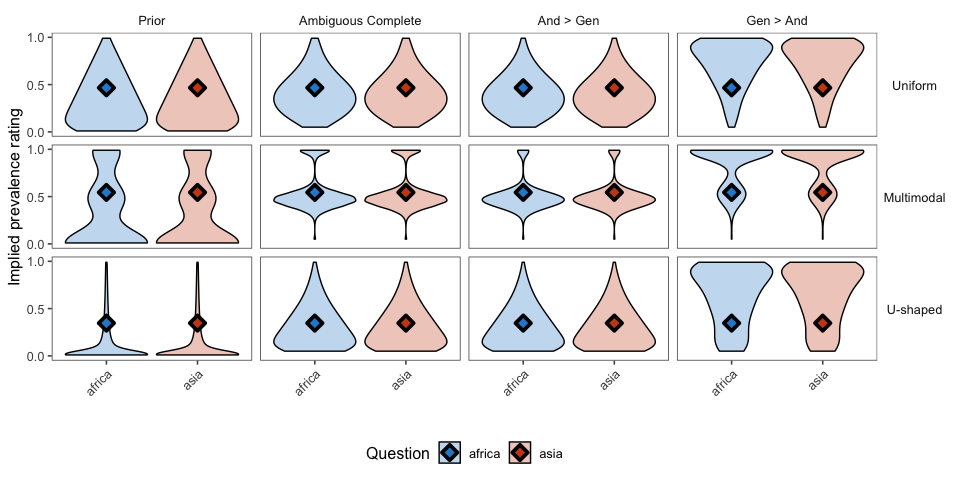 Prior Ambiguous Complete And > Gen Gen > And
Implied prevalence rating
1.0
0.5
0.0
Uniform
1.0
0.5
0.0
Multimodal
1.0
0.5
0.0
U-shaped
africa asia africa asia africa asia africa asia
Question africa asia